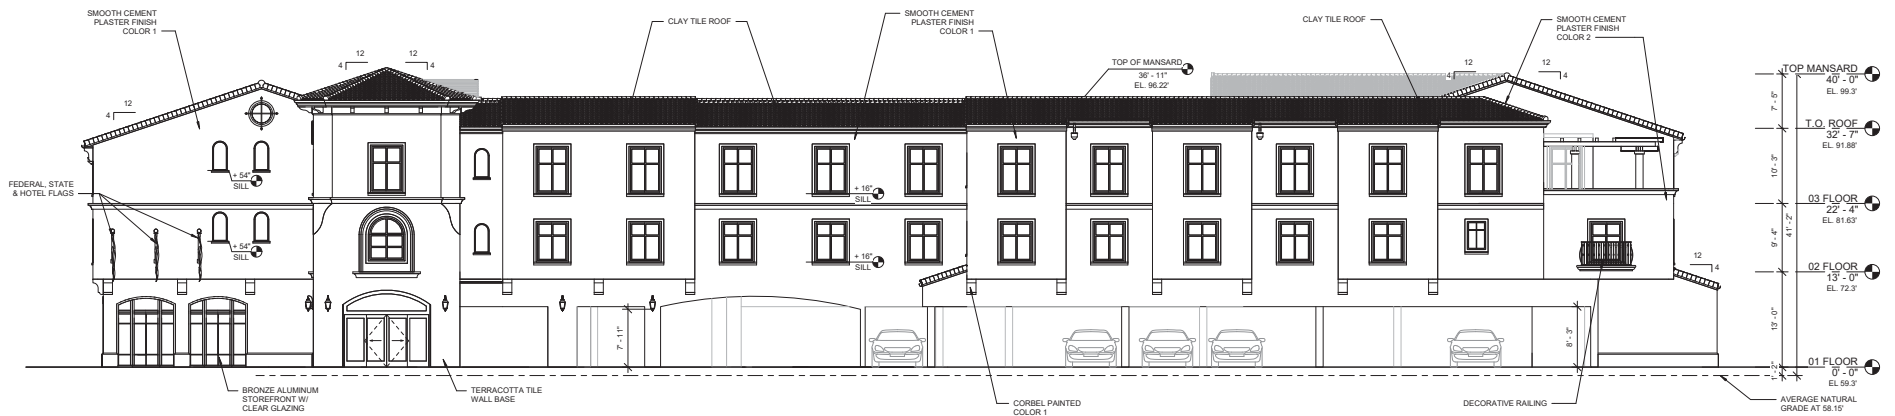 SMOOTH CEMENT
PLASTER FINISH
COLOR 1
CLAY TILE ROOF
SMOOTH CEMENT
PLASTER FINISH
COLOR 1
CLAY TILE ROOF
SMOOTH CEMENT
PLASTER FINISH
COLOR 2
12
4
12
4
12
4
12
4
12
4
TOP OF MANSARD
36' - 11"
EL. 96.22'
TOP MANSARD
40' - 0"
EL. 99.3'
7' - 5"
T.O. ROOF
32' - 7"
EL. 91.88'
10' - 3"
FEDERAL, STATE
& HOTEL FLAGS
+ 54"
SILL
+ 16"
SILL
03 FLOOR
22' - 4"
EL. 81.63'
9' - 4"
41' - 2"
+ 54"
SILL
+ 16"
SILL
12
4
02 FLOOR
13' - 0"
EL. 72.3'
13' - 0"
7' - 11"
8' - 3"
01 FLOOR
0' - 0"
EL 59.3'
1' - 2"
BRONZE ALUMINUM
STOREFRONT W/
CLEAR GLAZING
TERRACOTTA TILE
WALL BASE
CORBEL PAINTED
COLOR 1
DECORATIVE RAILING
AVERAGE NATURAL
GRADE AT 58.15'